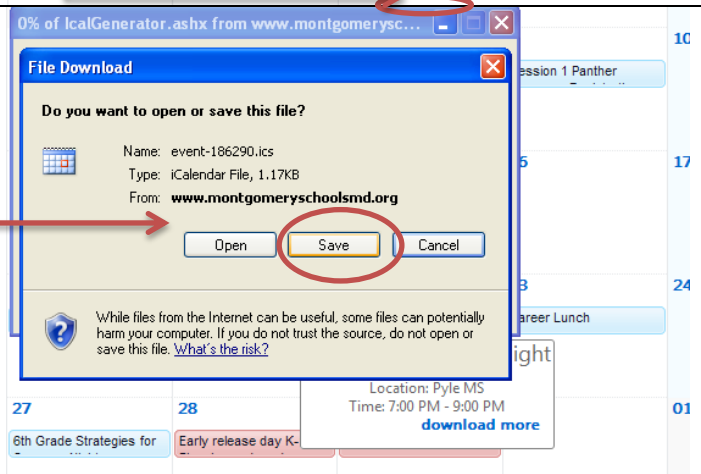 0% of IcalGenerator.ashx from www.montgomerysc...
10
File Download
ession 1 Panther
Do you want to open or save this file?
Name: event-186290.ics
Type: iCalendar File, 1.17KB
From: www.montgomeryschoolsmd.org
6
17
Open Save Cancel
3
24
While files from the Internet can be useful, some files can potentially
harm your computer. If you do not trust the source, do not open or
save this file. What's the risk?
areer Lunch
ight
Location: Pyle MS
Time: 7:00 PM - 9:00 PM
download more
27
28
01
6th Grade Strategies for
Early release day K-